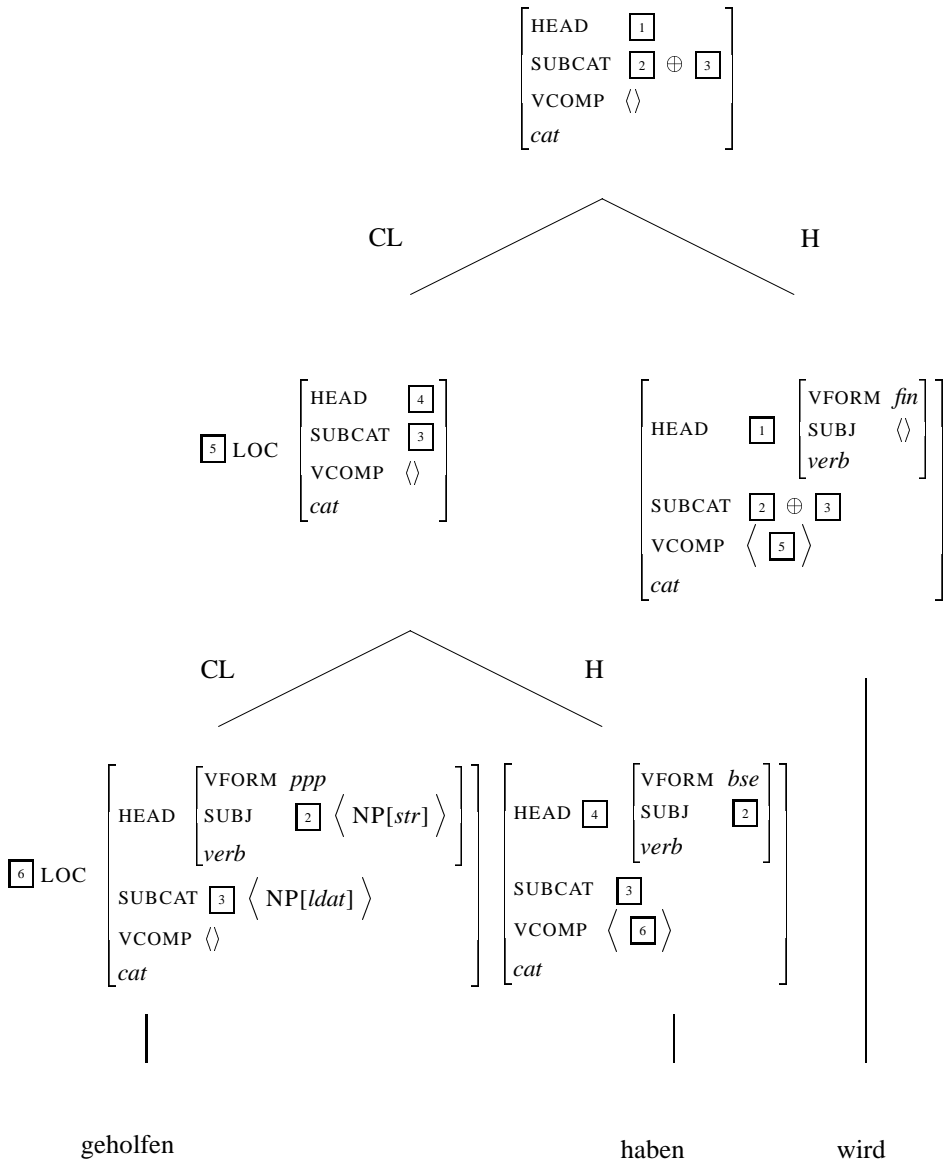 HEAD 1
SUBCAT 2 ⊕ 3
VCOMP ⟨⟩
cat
CL H
5 LOC
HEAD 4
SUBCAT 3
VCOMP ⟨⟩
cat
HEAD 1
VFORM fin
SUBJ ⟨⟩
verb
SUBCAT 2 ⊕ 3
VCOMP ⟨ 5 ⟩
cat
CL H
6 LOC
HEAD
VFORM ppp
SUBJ 2 ⟨ NP[str] ⟩
verb
SUBCAT 3 ⟨ NP[ldat] ⟩
VCOMP ⟨⟩
cat
HEAD 4
VFORM bse
SUBJ 2
verb
SUBCAT 3
VCOMP ⟨ 6 ⟩
cat
geholfen haben wird